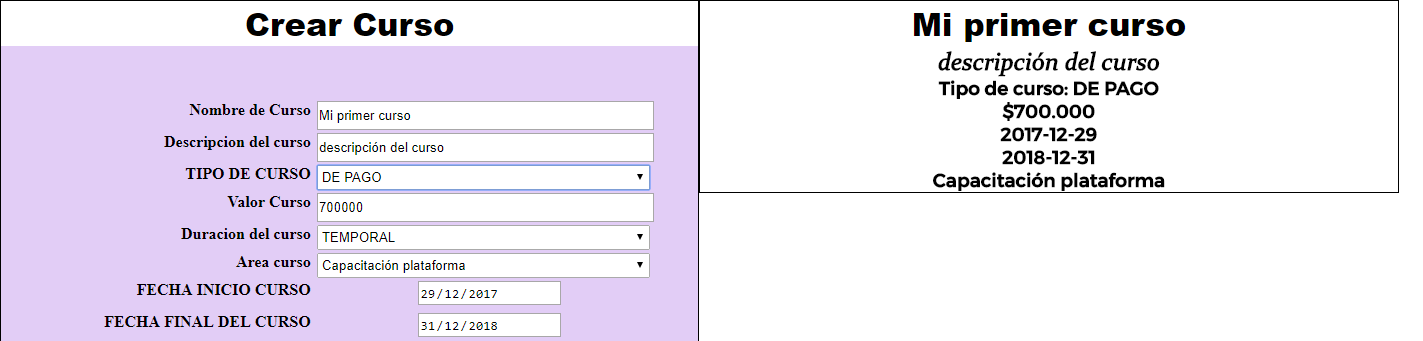 Crear Curso
Nombre de Curso Mi primer curso
Descripcion del curso descripción del curso
TIPO DE CURSO DE PAGO
Valor Curso 700000
Duracion del curso TEMPORAL
Area curso Capacitación plataforma
FECHA INICIO CURSO 29/12/2017
FECHA FINAL DEL CURSO 31/12/2018
Mi primer curso
descripción del curso
Tipo de curso: DE PAGO
$700.000
2017-12-29
2018-12-31
Capacitación plataforma